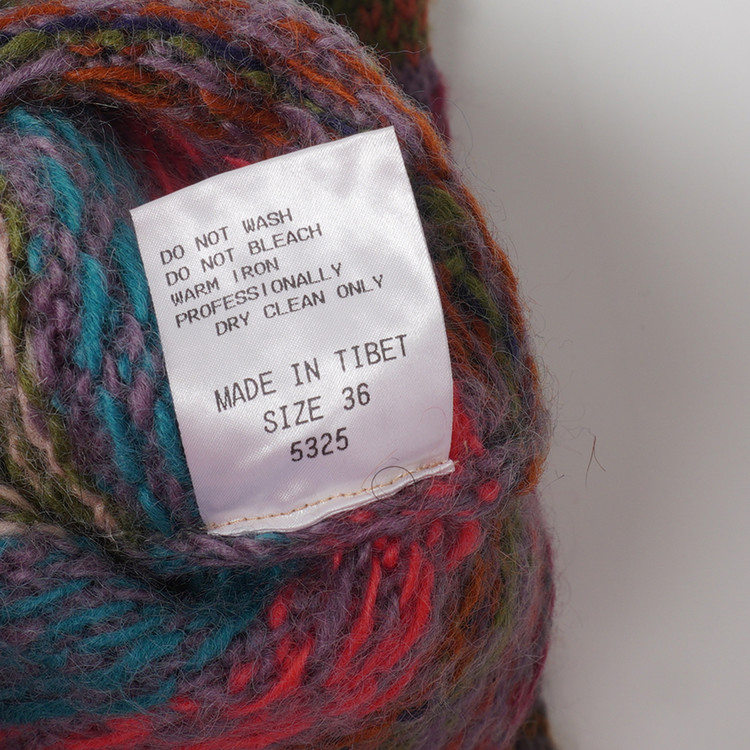 DO NOT WASH
DO NOT BLEACH
WARM IRON
PROFESSIONALLY
DRY CLEAN ONLY
MADE IN TIBET
SIZE 36
5325